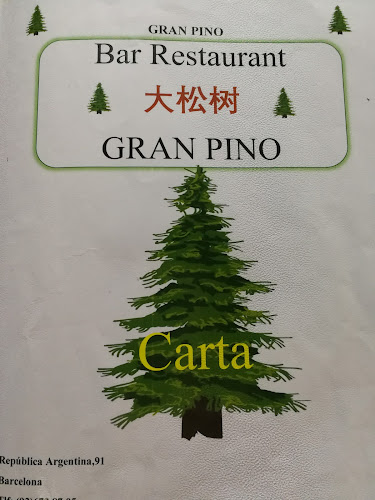 GRAN PINO
Bar Restaurant
大松树
GRAN PINO
Carta
República Argentina,91
Barcelona